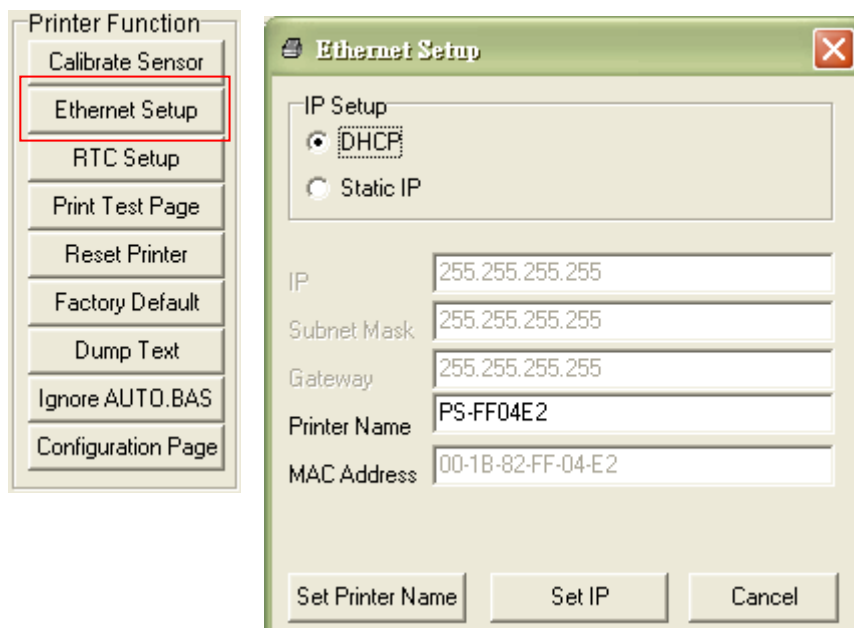 Printer Function
Calibrate Sensor
Ethernet Setup
RTC Setup
Print Test Page
Reset Printer
Factory Default
Dump Text
Ignore AUTO.BAS
Configuration Page
Ethernet Setup
IP Setup
DHCP
Static IP
IP 255.255.255.255
Subnet Mask 255.255.255.255
Gateway 255.255.255.255
Printer Name PS-FF04E2
MAC Address 00-1B-82-FF-04-E2
Set Printer Name Set IP Cancel